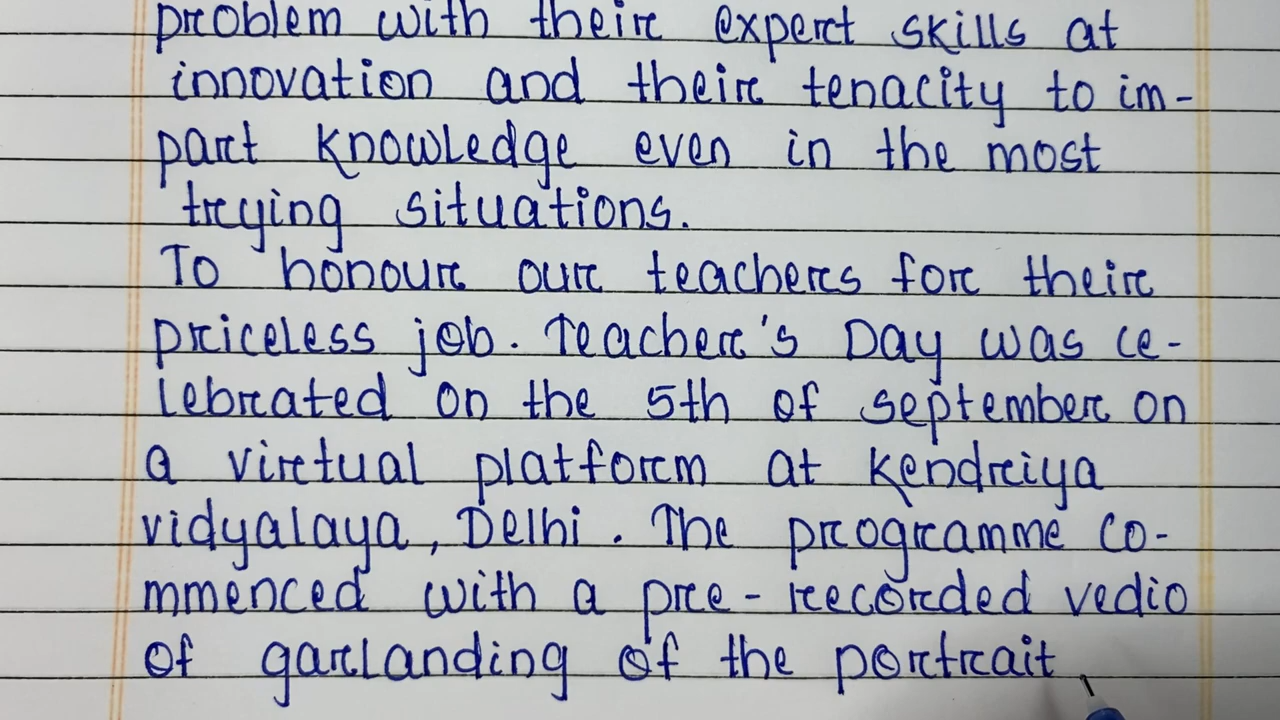 problem with their expert skills at
innovation and their tenacity to im-
part knowledge even in the most
trying situations.
To honour our teachers for their
priceless job. Teacher's Day was ce-
lebrated on the 5th of september on
a virtual platform at Kendriya
vidyalaya, Delhi. The programme co-
mmenced with a pre-recorded vedio
of garlanding of the portrait